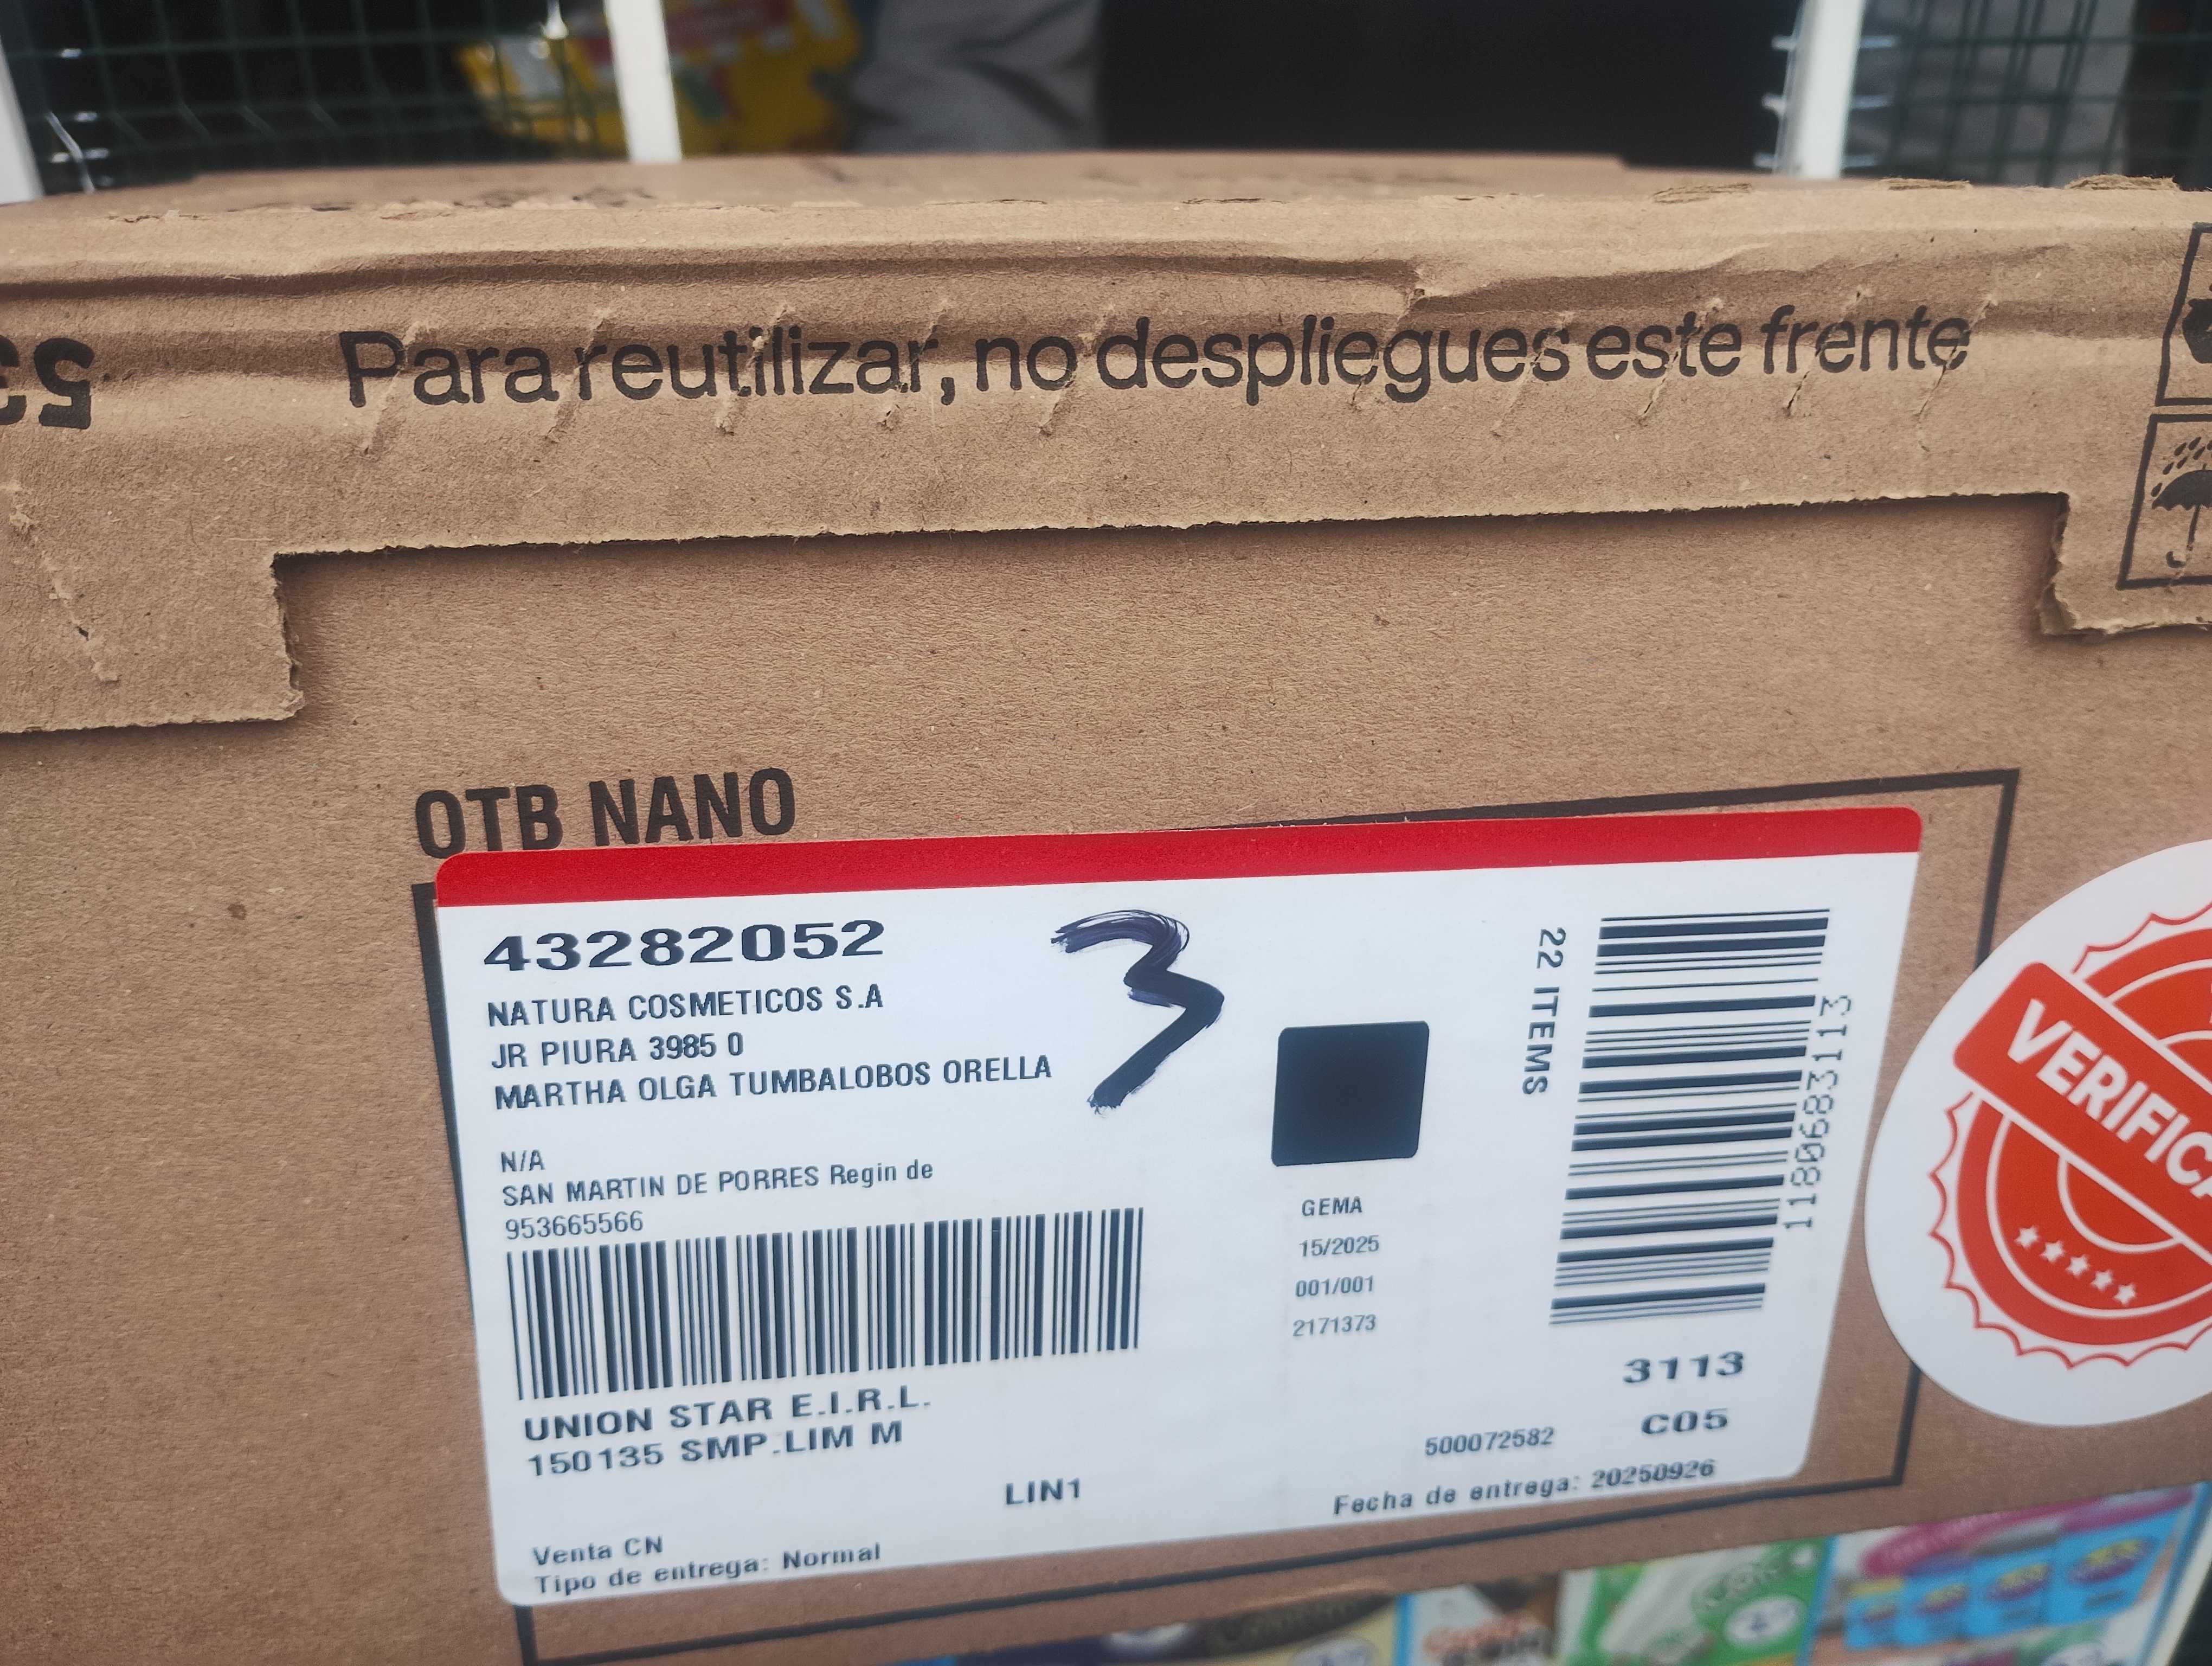 Para reutilizar, no despliegues este frente
OTB NANO
43282052
NATURA COSMETICOS S.A
JR PIURA 3985 0
MARTHA OLGA TUMBALOBOS ORELLA
N/A
SAN MARTIN DE PORRES Regin de
953665566
UNION STAR E.I.R.L.
150135 SMP.LIM M
LIN1
Venta CN
Tipo de entrega: Normal
3
GEMA
15/2025
001/001
2171373
22 ITEMS
1180683113
3113
C05
500072582
Fecha de entrega: 20250926